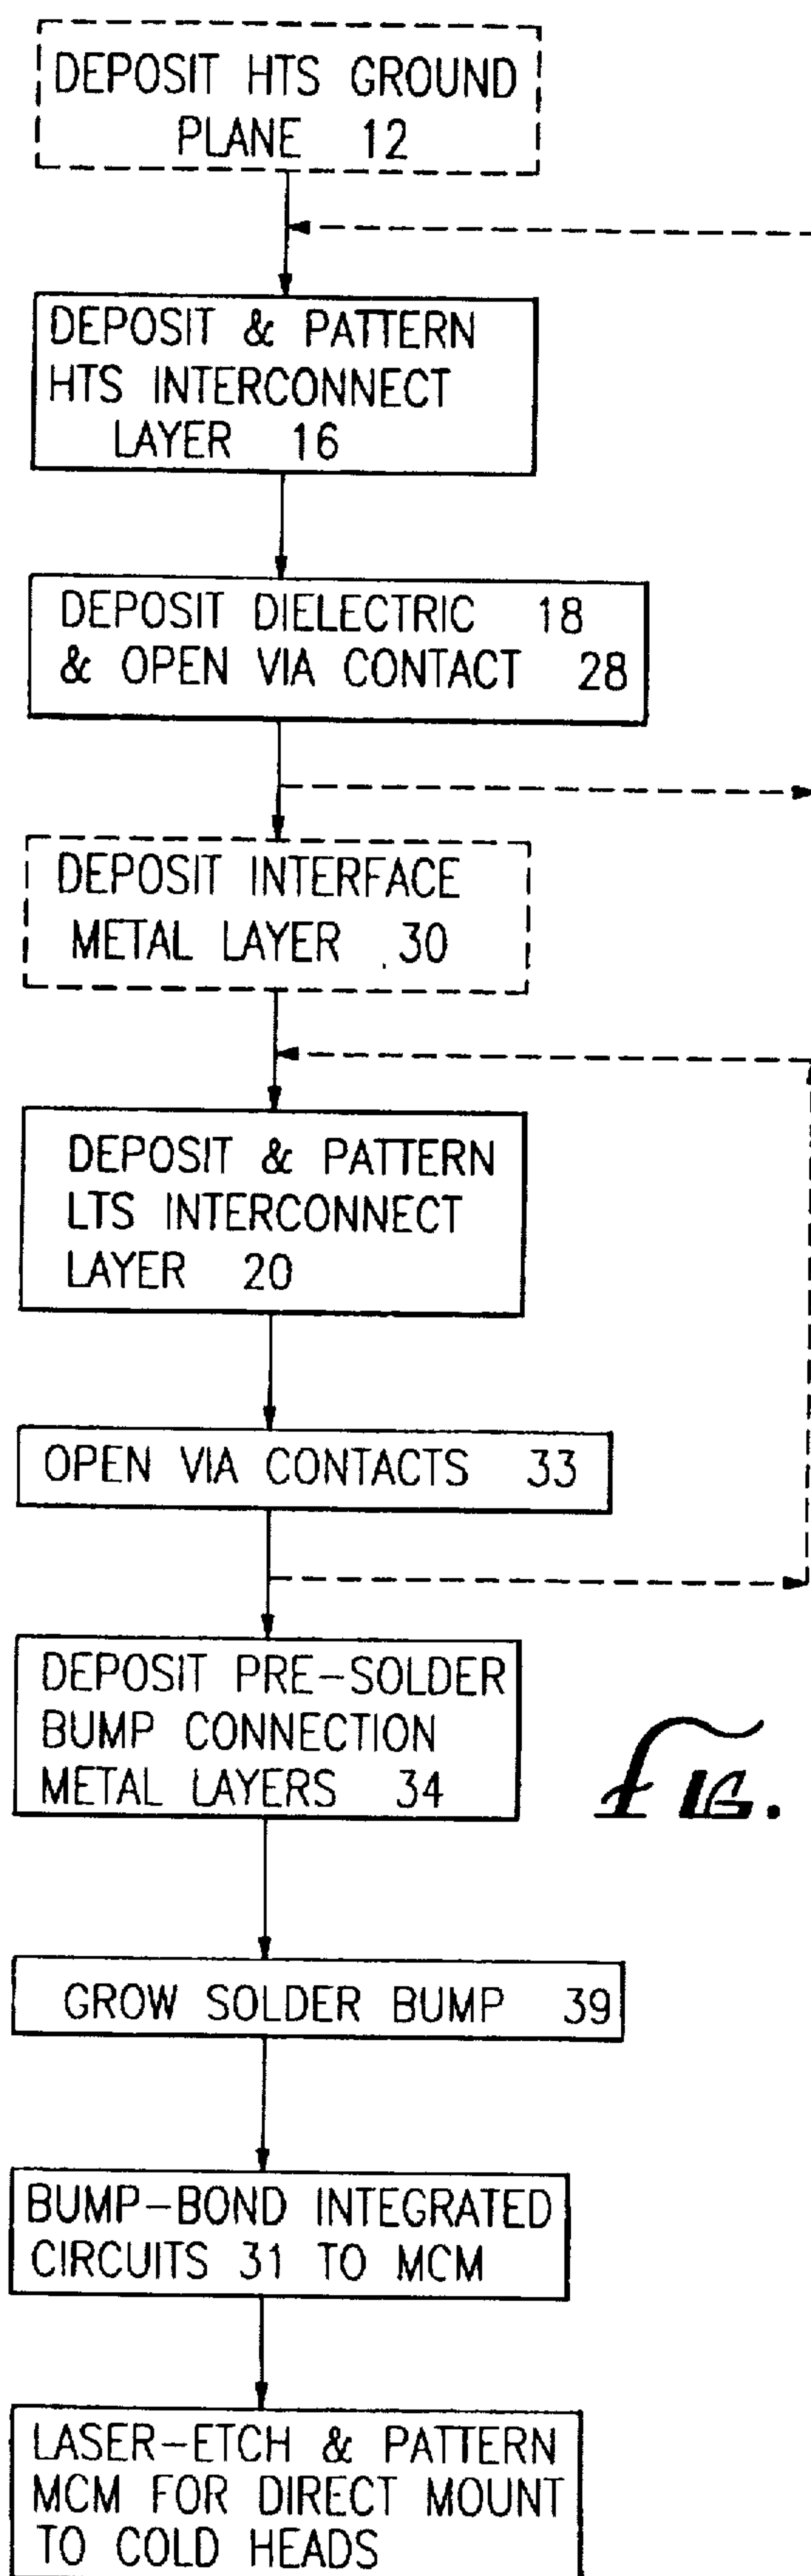 DEPOSIT HTS GROUND
PLANE 12
DEPOSIT & PATTERN
HTS INTERCONNECT
LAYER 16
DEPOSIT DIELECTRIC 18
& OPEN VIA CONTACT 28
DEPOSIT INTERFACE
METAL LAYER 30
DEPOSIT & PATTERN
LTS INTERCONNECT
LAYER 20
OPEN VIA CONTACTS 33
DEPOSIT PRE-SOLDER
BUMP CONNECTION
METAL LAYERS 34
FIG.
GROW SOLDER BUMP 39
BUMP-BOND INTEGRATED
CIRCUITS 31 TO MCM
LASER-ETCH & PATTERN
MCM FOR DIRECT MOUNT
TO COLD HEADS